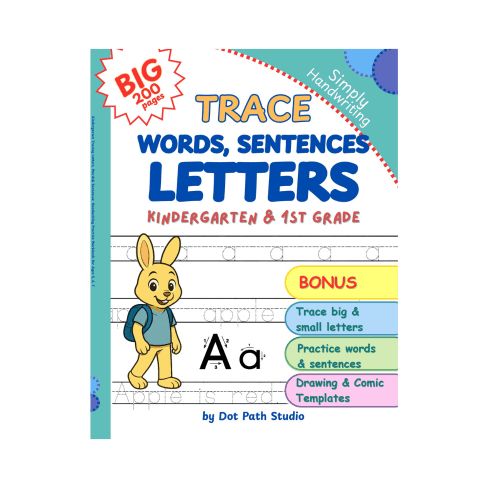 BIG
200
pages
Simply
Handwriting
TRACE
WORDS, SENTENCES
LETTERS
KINDERGARTEN & 1ST GRADE
a a a a a
apple
BONUS
Trace big &
small letters
A a
Practice words
& sentences
Drawing & Comic
Templates
Apple is red
by Dot Path Studio